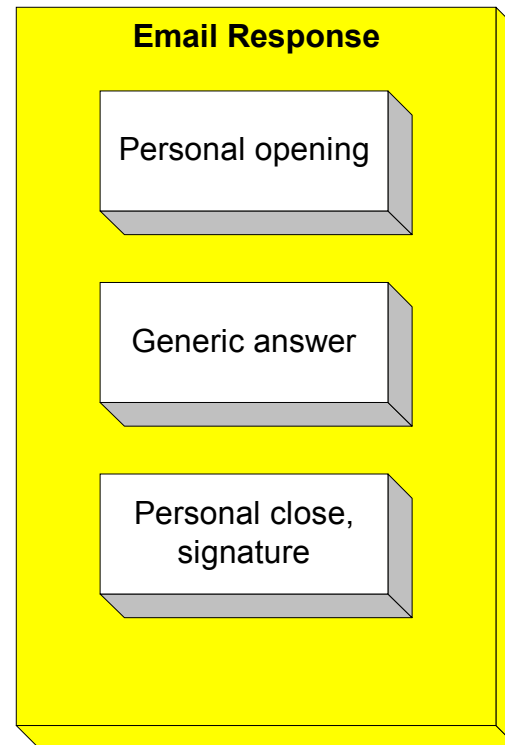 Email Response
Personal opening
Generic answer
Personal close,
signature